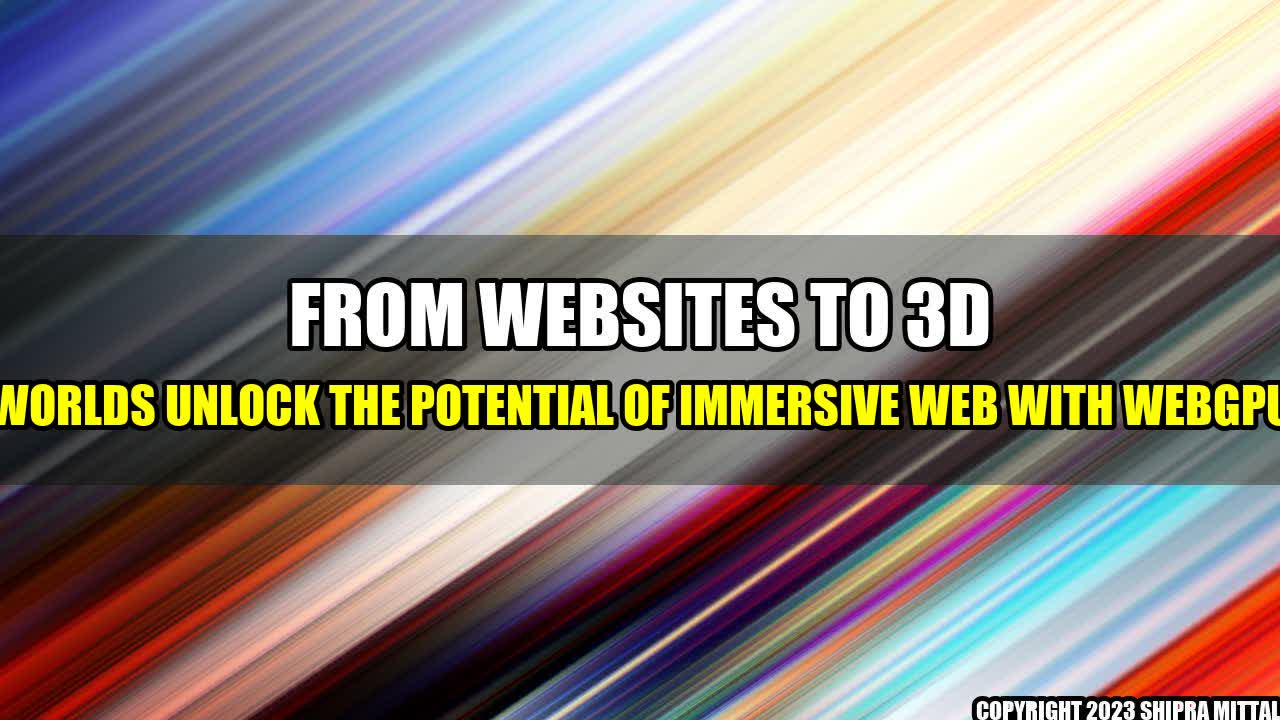 FROM WEBSITES TO 3D
WORLDS UNLOCK THE POTENTIAL OF IMMERSIVE WEB WITH WEBGPU
COPYRIGHT 2023 SHIPRA MITTAL